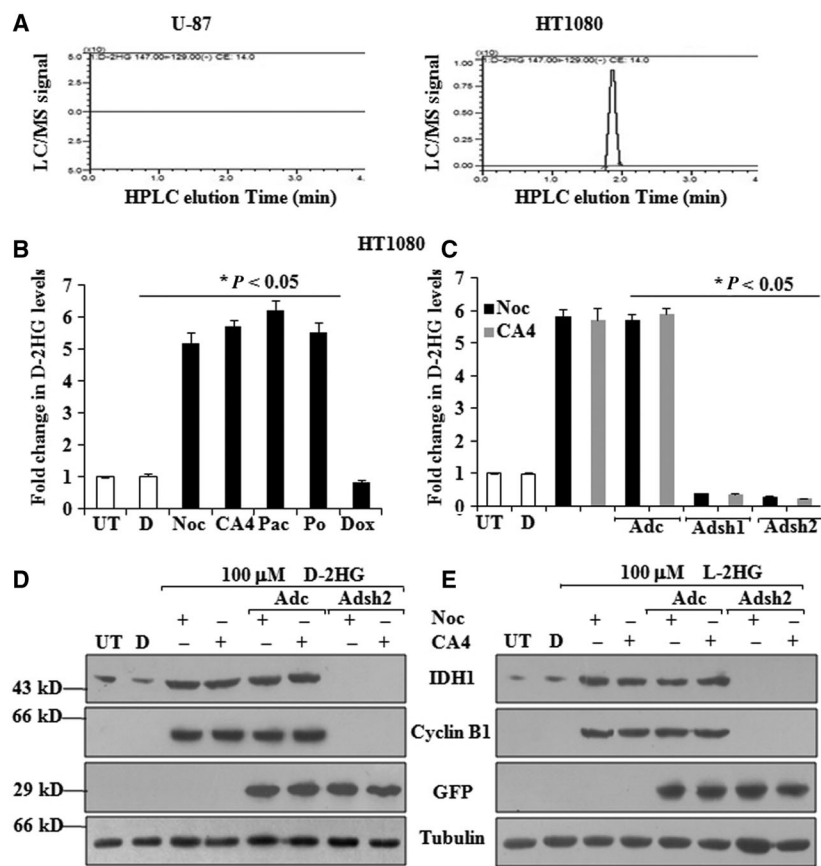 A
U-87
HT1080
(x10)
1:D-2HG 147.00>129.00(-) CE: 14.0
5.0
2.5
0.0
2.5
5.0
0.0 1.0 2.0 3.0 4.
LC/MS signal
HPLC elution Time (min)
(x10)
1:D-2HG 147.00>129.00(-) CE: 14.0
1.00
0.75
0.50
0.25
0.00
0.0 1.0 2.0 3.0 4.
LC/MS signal
HPLC elution Time (min)
HT1080
B
* P < 0.05
Fold change in D-2HG levels
7
6
5
4
3
2
1
0
UT D Noc CA4 Pac Po Dox
C
* P < 0.05
Noc
CA4
Fold change in D-2HG levels
7
6
5
4
3
2
1
0
UT D Adc Adsh1 Adsh2
D
100 µM D-2HG
Adc Adsh2
+ – + – + –
UT D – + – + – +
43 kD
66 kD
29 kD
66 kD
E
100 µM L-2HG
Adc Adsh2
Noc + – + – + –
CA4 UT D – + – + – +
IDH1
Cyclin B1
GFP
Tubulin